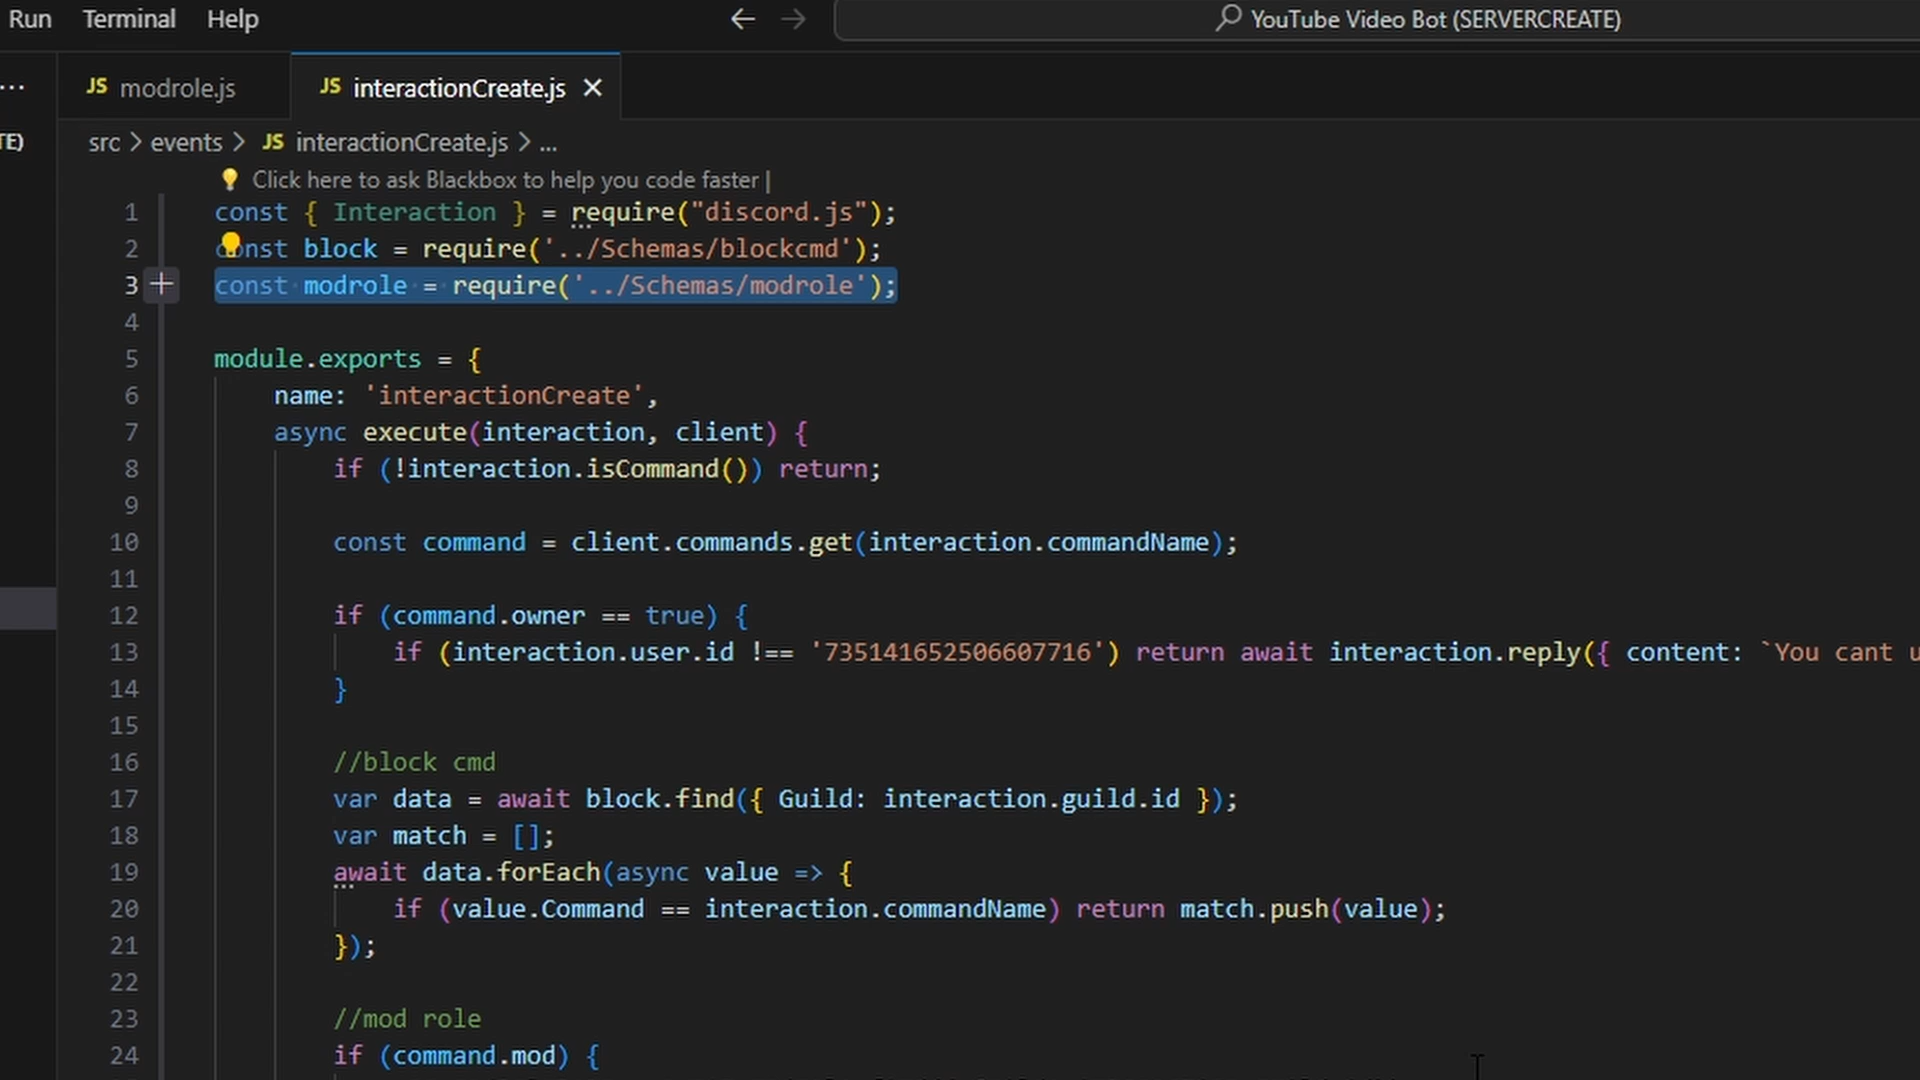 Run Terminal Help
YouTube Video Bot (SERVERCREATE)
... JS modrole.js JS interactionCreate.js
TE) src > events > JS interactionCreate.js > ...
Click here to ask Blackbox to help you code faster |
1 const { Interaction } = require("discord.js");
2 const block = require('../Schemas/blockcmd');
3 const modrole = require('../Schemas/modrole');
4
5 module.exports = {
6 name: 'interactionCreate',
7 async execute(interaction, client) {
8 if (!interaction.isCommand()) return;
9
10 const command = client.commands.get(interaction.commandName);
11
12 if (command.owner == true) {
13 if (interaction.user.id !== '735141652506607716') return await interaction.reply({ content: `You cant u
14 }
15
16 //block cmd
17 var data = await block.find({ Guild: interaction.guild.id });
18 var match = [];
19 await data.forEach(async value => {
20 if (value.Command == interaction.commandName) return match.push(value);
21 });
22
23 //mod role
24 if (command.mod) {